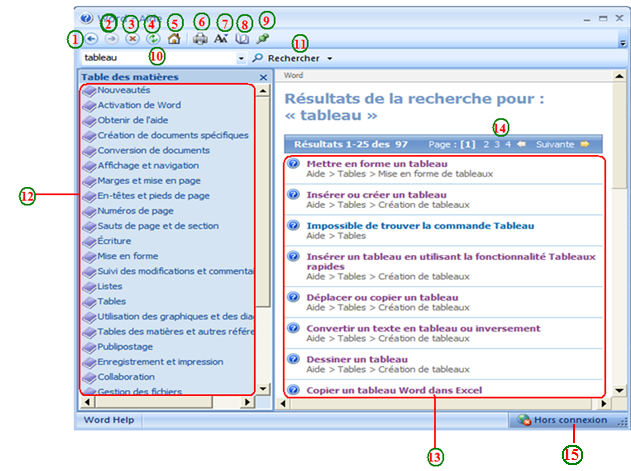 Word Aide
2 3 4 5 6 7 8 9
1
10 11
tableau
Rechercher
Table des matières
Nouveautés
Activation de Word
Obtenir de l'aide
Création de documents spécifiques
Conversion de documents
Affichage et navigation
Marges et mise en page
En-têtes et pieds de page
Numéros de page
Sauts de page et de section
Écriture
Mise en forme
Suivi des modifications et commentai
Listes
Tables
Utilisation des graphiques et des dia
Tables des matières et autres référe
Publipostage
Enregistrement et impression
Collaboration
Gestion des fichiers
12
Word
Résultats de la recherche pour :
« tableau »
14
Résultats 1-25 des 97 Page : [1] 2 3 4 Suivante
Mettre en forme un tableau
Aide > Tables > Mise en forme de tableaux
Insérer ou créer un tableau
Aide > Tables > Création de tableaux
Impossible de trouver la commande Tableau
Aide > Tables
Insérer un tableau en utilisant la fonctionnalité Tableaux
rapides
Aide > Tables > Création de tableaux
Déplacer ou copier un tableau
Aide > Tables > Création de tableaux
Convertir un texte en tableau ou inversement
Aide > Tables > Création de tableaux
Dessiner un tableau
Aide > Tables > Création de tableaux
Copier un tableau Word dans Excel
Word Help
Hors connexion
13
15